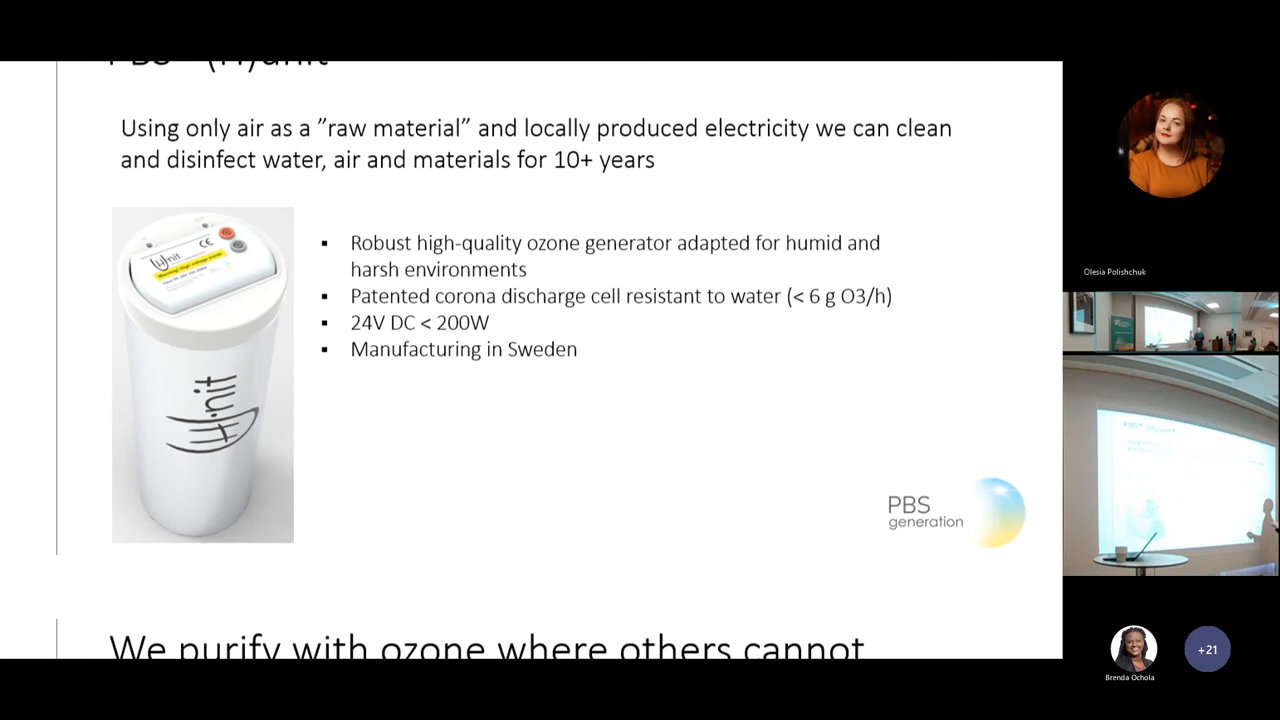 Using only air as a ”raw material” and locally produced electricity we can clean
and disinfect water, air and materials for 10+ years
▪ Robust high-quality ozone generator adapted for humid and
harsh environments
▪ Patented corona discharge cell resistant to water (< 6 g O3/h)
▪ 24V DC < 200W
▪ Manufacturing in Sweden
(H)unit
CE
PBS
generation
We purify with ozone where others cannot
Olesia Polishchuk
Brenda Ochola
+21